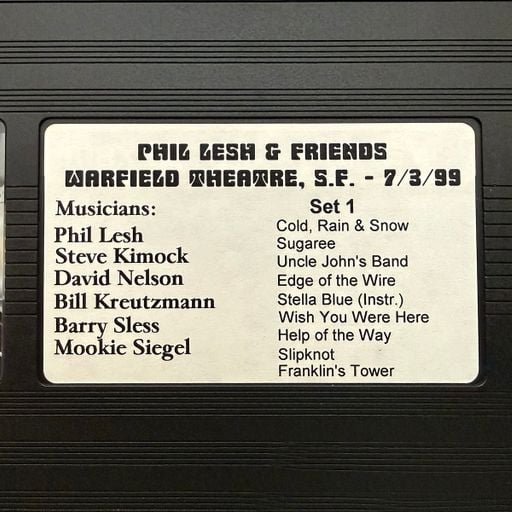 PHIL LESH & FRIENDS
WARFIELD THEATRE, S.F. - 7/3/99
Musicians:
Phil Lesh
Steve Kimock
David Nelson
Bill Kreutzmann
Barry Sless
Mookie Siegel
Set 1
Cold, Rain & Snow
Sugaree
Uncle John's Band
Edge of the Wire
Stella Blue (Instr.)
Wish You Were Here
Help of the Way
Slipknot
Franklin's Tower